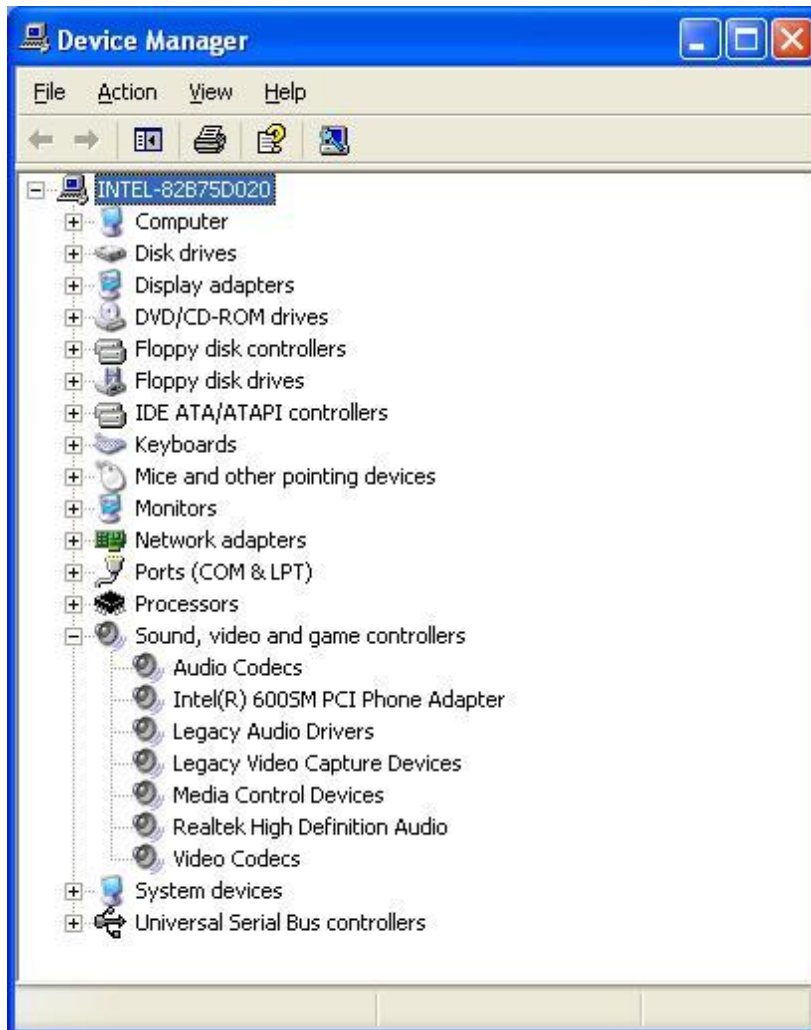 Device Manager
File Action View Help
INTEL-82B75D020
Computer
Disk drives
Display adapters
DVD/CD-ROM drives
Floppy disk controllers
Floppy disk drives
IDE ATA/ATAPI controllers
Keyboards
Mice and other pointing devices
Monitors
Network adapters
Ports (COM & LPT)
Processors
Sound, video and game controllers
Audio Codecs
Intel(R) 600SM PCI Phone Adapter
Legacy Audio Drivers
Legacy Video Capture Devices
Media Control Devices
Realtek High Definition Audio
Video Codecs
System devices
Universal Serial Bus controllers